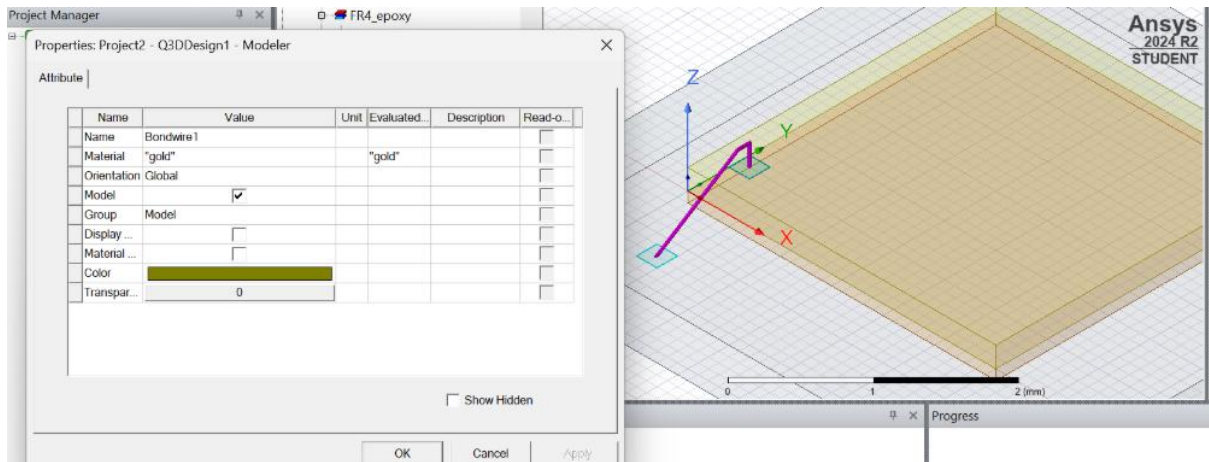 Project Manager
FR4_epoxy
Properties: Project2 - Q3DDesign1 - Modeler
Attribute
Name Value Unit Evaluated... Description Read-o...
Name Bondwire1
Material "gold" "gold"
Orientation Global
Model
Group Model
Display ...
Material ...
Color
Transpar... 0
Show Hidden
OK Cancel Apply
Ansys
2024 R2
STUDENT
Z
Y
X
0 1 2 (mm)
Progress